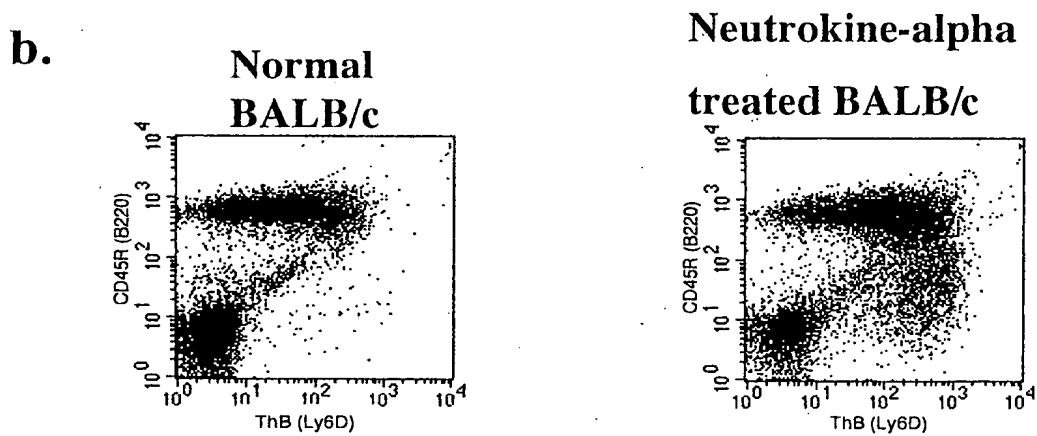 b.
Normal
BALB/c
CD45R (B220)
10^4
10^3
10^2
10^1
10^0
10^0 10^1 10^2 10^3 10^4
ThB (Ly6D)
Neutrokine-alpha
treated BALB/c
CD45R (B220)
10^4
10^3
10^2
10^1
10^0
10^0 10^1 10^2 10^3 10^4
ThB (Ly6D)